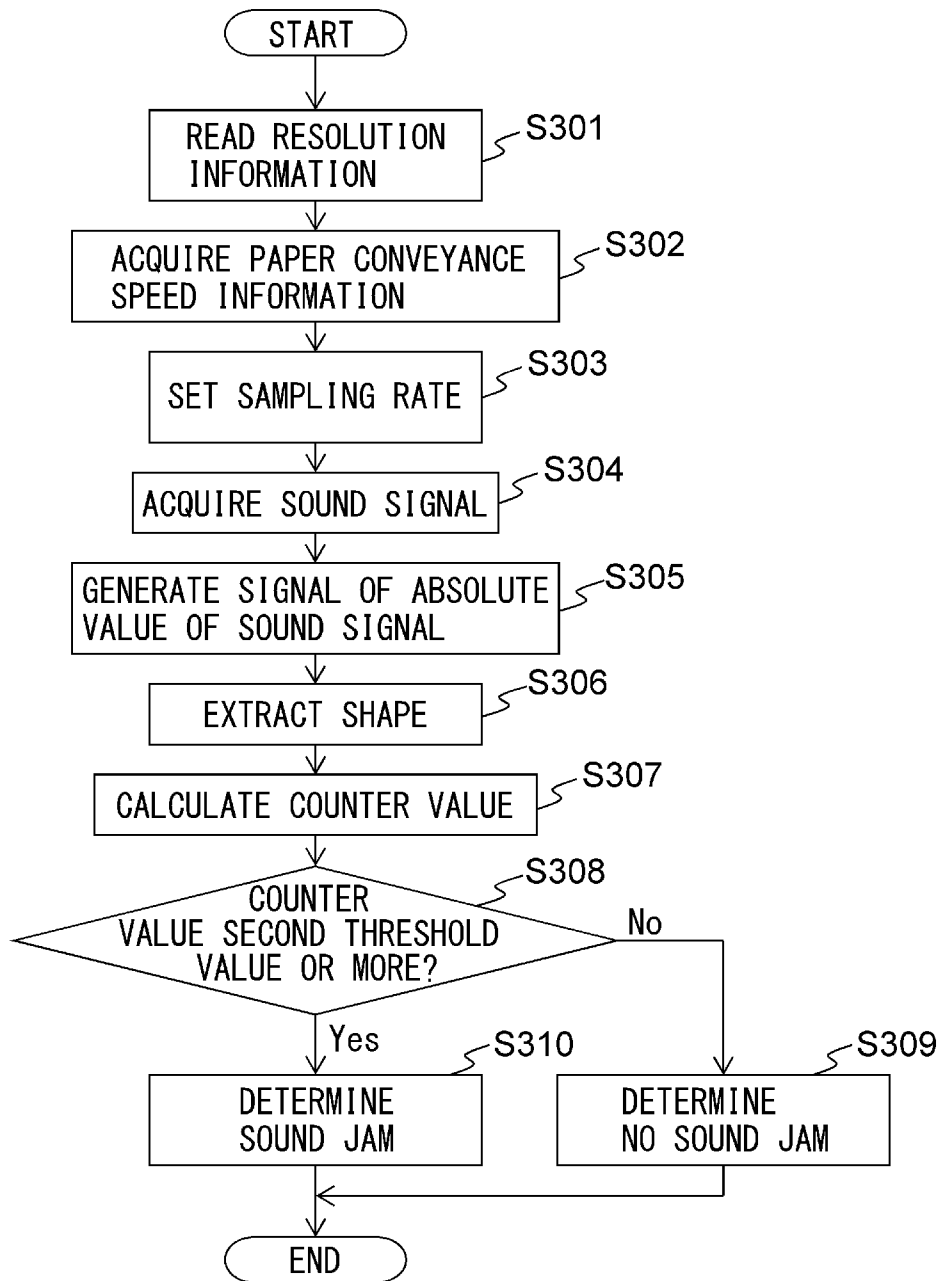 START
S301
READ RESOLUTION
INFORMATION
S302
ACQUIRE PAPER CONVEYANCE
SPEED INFORMATION
S303
SET SAMPLING RATE
S304
ACQUIRE SOUND SIGNAL
S305
GENERATE SIGNAL OF ABSOLUTE
VALUE OF SOUND SIGNAL
S306
EXTRACT SHAPE
S307
CALCULATE COUNTER VALUE
S308
COUNTER
VALUE SECOND THRESHOLD
VALUE OR MORE?
No
Yes
S310
DETERMINE
SOUND JAM
S309
DETERMINE
NO SOUND JAM
END